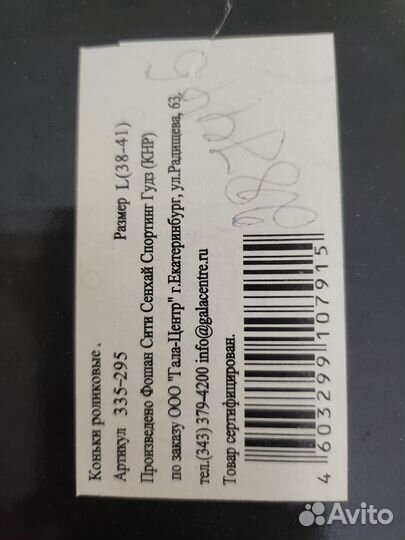 Коньки роликовые .
Артикул 335-295 Размер L(38-41)
Произведено Фошан Сити Сенхай Спортинг Гудз (КНР)
по заказу ООО "Гала-Центр" г.Екатеринбург, ул.Радищева, 63.
тел.(343) 379-4200 info@galacentre.ru
Товар сертифицирован.
4 603299 107915
Avito